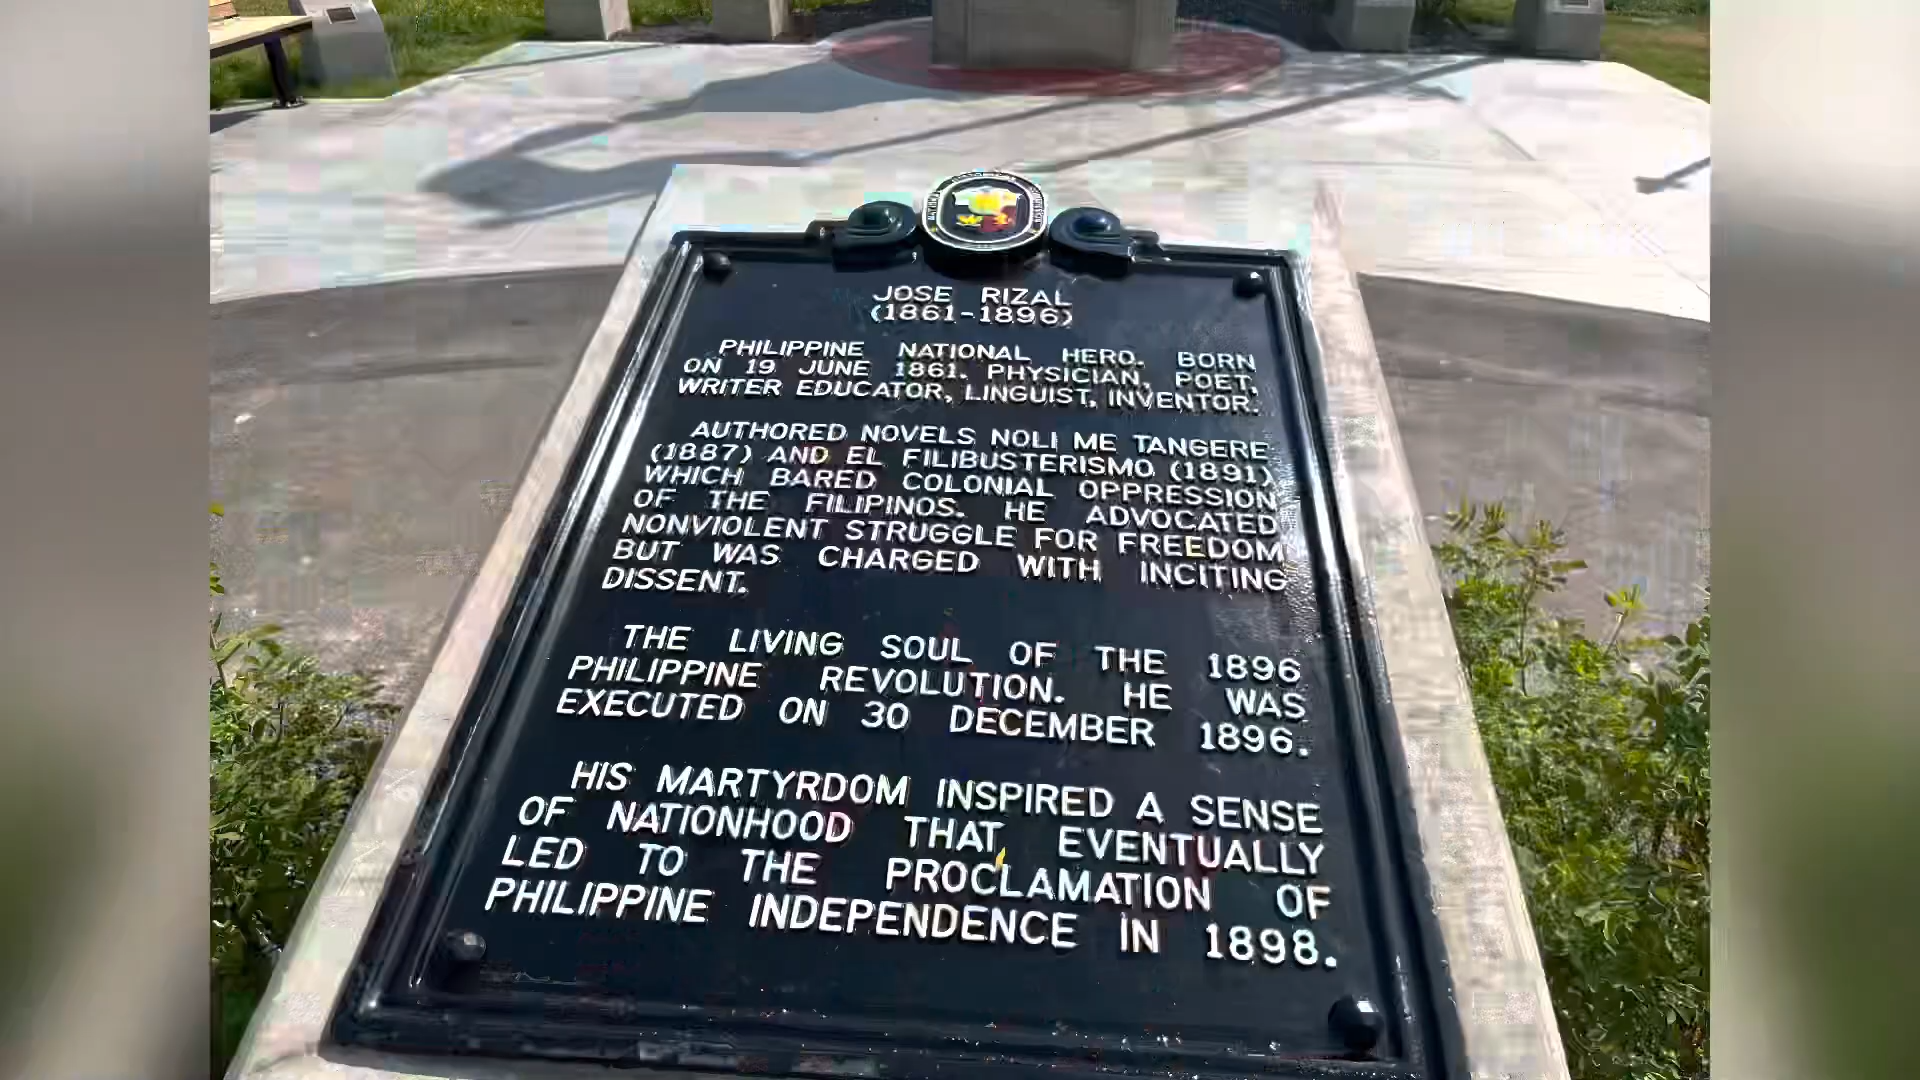 JOSE RIZAL
(1861-1896)
PHILIPPINE NATIONAL HERO. BORN
ON 19 JUNE 1861. PHYSICIAN, POET,
WRITER EDUCATOR, LINGUIST, INVENTOR.
AUTHORED NOVELS NOLI ME TANGERE
(1887) AND EL FILIBUSTERISMO (1891)
WHICH BARED COLONIAL OPPRESSION
OF THE FILIPINOS. HE ADVOCATED
NONVIOLENT STRUGGLE FOR FREEDOM
BUT WAS CHARGED WITH INCITING
DISSENT.
THE LIVING SOUL OF THE 1896
PHILIPPINE REVOLUTION. HE WAS
EXECUTED ON 30 DECEMBER 1896.
HIS MARTYRDOM INSPIRED A SENSE
OF NATIONHOOD THAT EVENTUALLY
LED TO THE PROCLAMATION OF
PHILIPPINE INDEPENDENCE IN 1898.